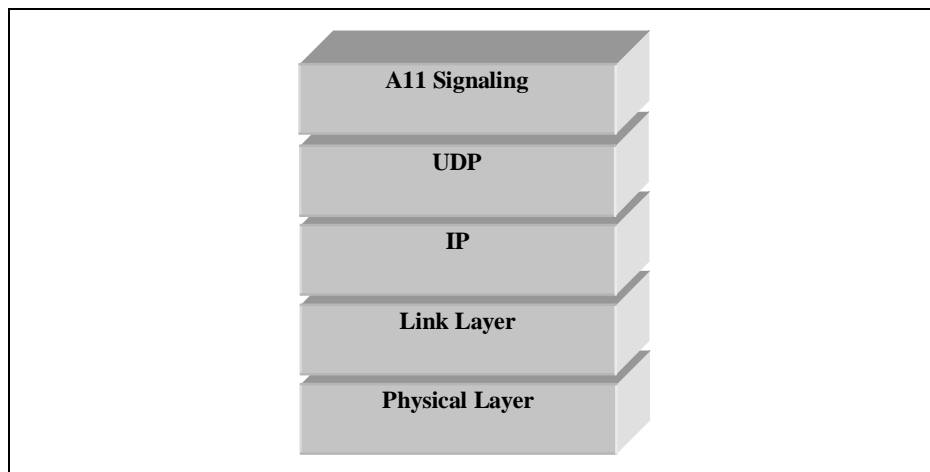 A11 Signaling
UDP
IP
Link Layer
Physical Layer